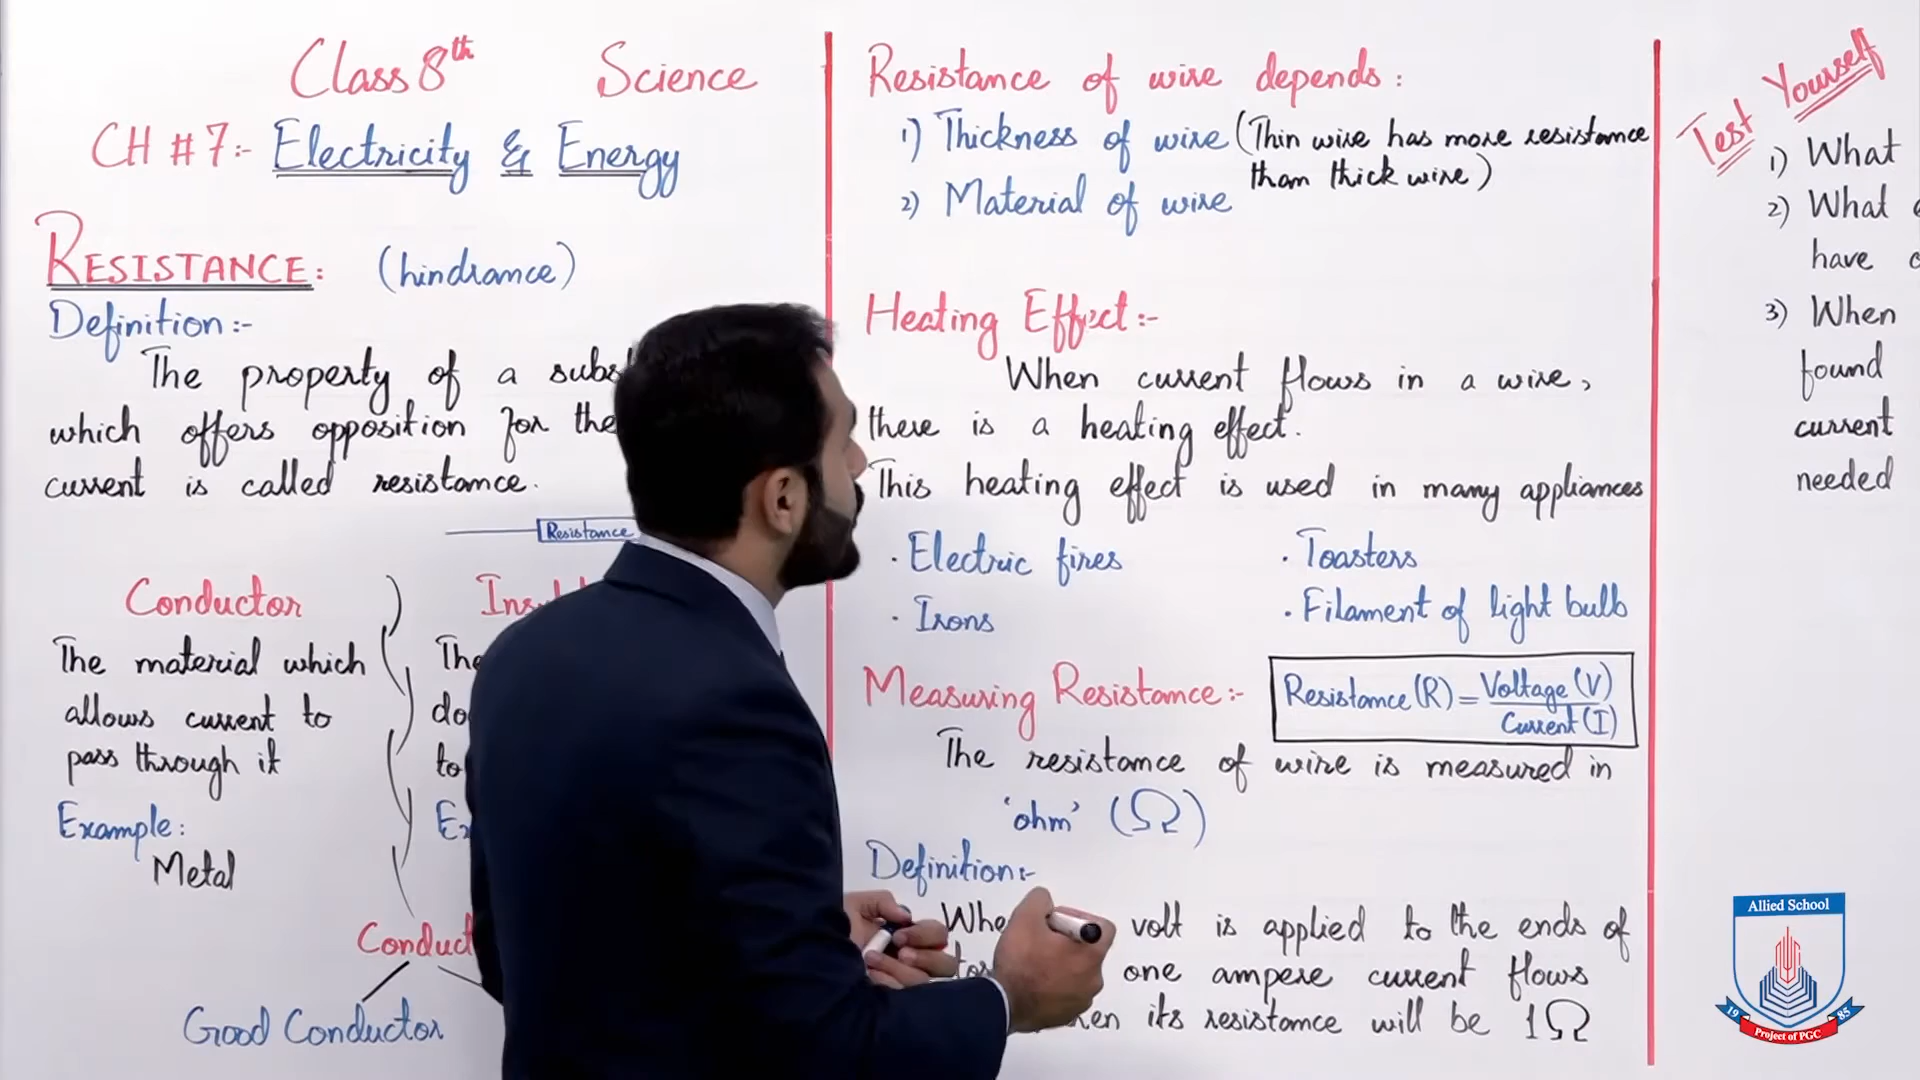 Class 8th Science
CH # 7:- Electricity & Energy
RESISTANCE: (hindrance)
Definition:-
The property of a
which offers opposition for the
current is called resistance.
Resistance
Conductor
The material which
allows current to
pass through it
Example:
Metal
Good Conductor
Resistance of wire depends:
1) Thickness of wire (Thin wire has more resistance
than thick wire)
2) Material of wire
Heating Effect:-
When current flows in a wire,
there is a heating effect.
This heating effect is used in many appliances
· Electric fires
· Toasters
· Irons
· Filament of light bulb
Measuring Resistance:-
Resistance (R) = Voltage (V)
Current (I)
The resistance of wire is measured in
'ohm' (Ω)
Definition:-
volt is applied to the ends of
one ampere current flows
its resistance will be 1Ω
Test Yourself
1) What
2) What
have
3) When
found
current
needed
Allied School
1985
Project of PGC